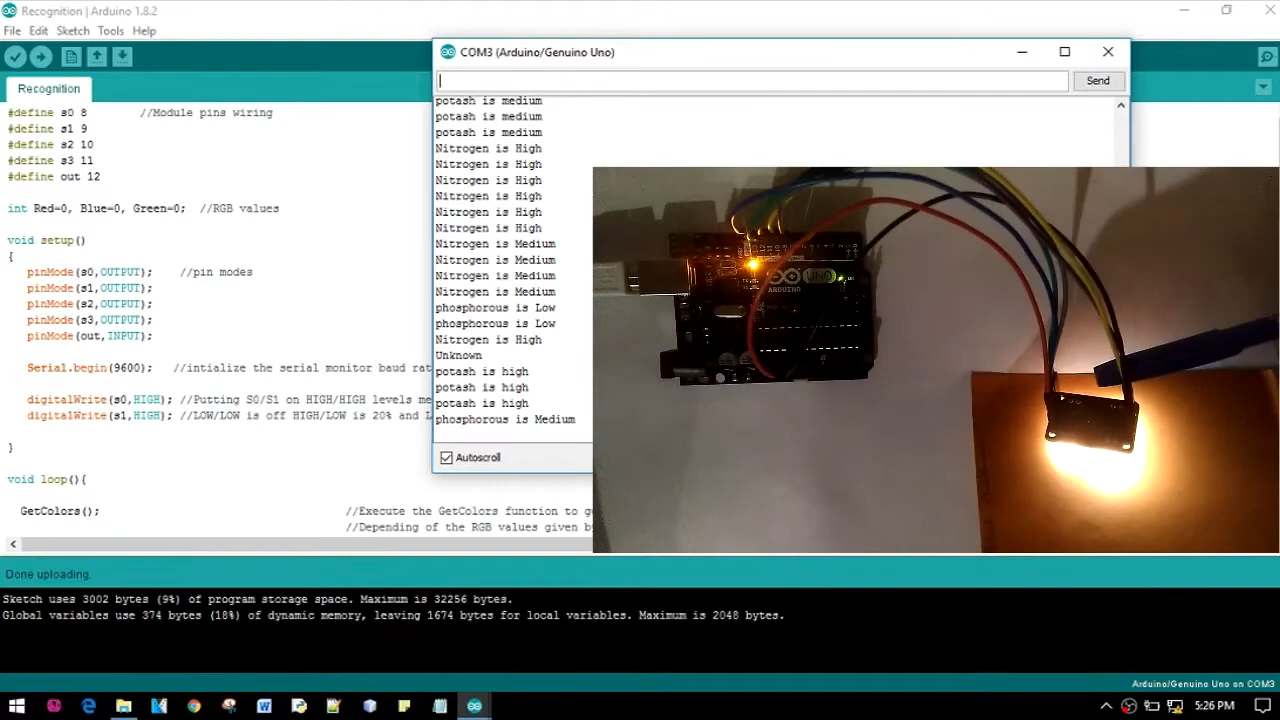 Recognition | Arduino 1.8.2
File Edit Sketch Tools Help
Recognition
#define s0 8 //Module pins wiring
#define s1 9
#define s2 10
#define s3 11
#define out 12
int Red=0, Blue=0, Green=0; //RGB values
void setup()
{
pinMode(s0,OUTPUT); //pin modes
pinMode(s1,OUTPUT);
pinMode(s2,OUTPUT);
pinMode(s3,OUTPUT);
pinMode(out,INPUT);
Serial.begin(9600); //intialize the serial monitor baud rat
digitalWrite(s0,HIGH); //Putting S0/S1 on HIGH/HIGH levels me
digitalWrite(s1,HIGH); //LOW/LOW is off HIGH/LOW is 20% and L
}
void loop(){
GetColors(); //Execute the GetColors function to g
//Depending of the RGB values given b
COM3 (Arduino/Genuino Uno)
Send
potash is medium
potash is medium
potash is medium
Nitrogen is High
Nitrogen is High
Nitrogen is High
Nitrogen is High
Nitrogen is High
Nitrogen is High
Nitrogen is Medium
Nitrogen is Medium
Nitrogen is Medium
Nitrogen is Medium
phosphorous is Low
phosphorous is Low
Nitrogen is High
Unknown
potash is high
potash is high
potash is high
phosphorous is Medium
Autoscroll
UNO
ARDUINO
Done uploading.
Sketch uses 3002 bytes (9%) of program storage space. Maximum is 32256 bytes.
Global variables use 374 bytes (18%) of dynamic memory, leaving 1674 bytes for local variables. Maximum is 2048 bytes.
Arduino/Genuino Uno on COM3
5:26 PM